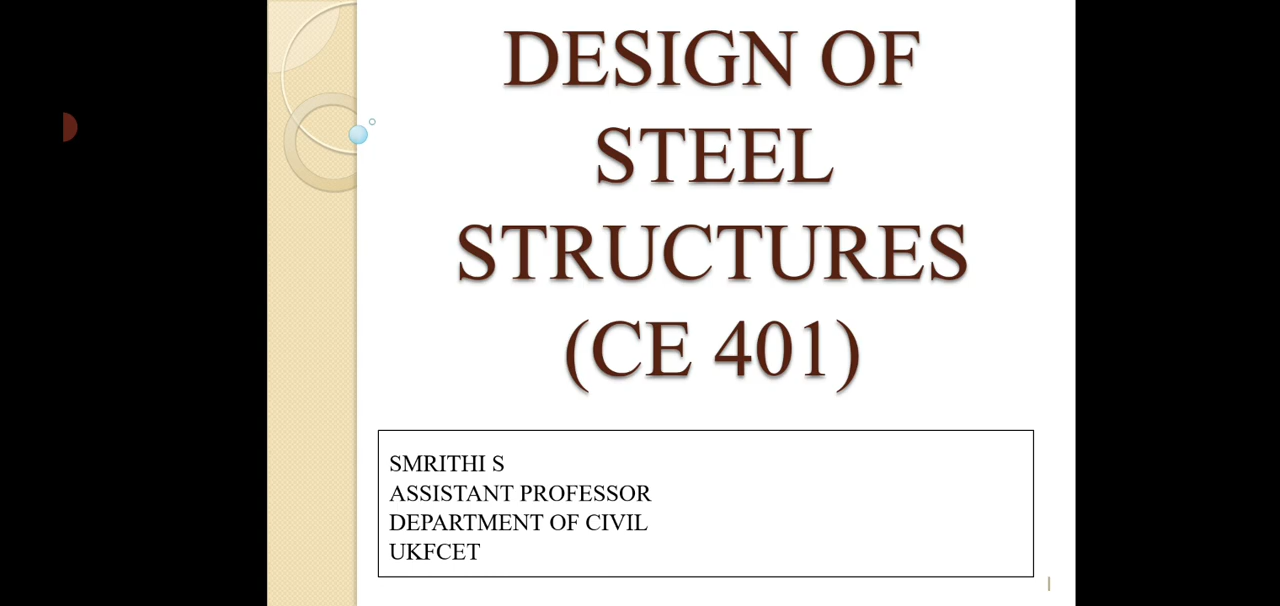 DESIGN OF
STEEL
STRUCTURES
(CE 401)
SMRITHI S
ASSISTANT PROFESSOR
DEPARTMENT OF CIVIL
UKFCET